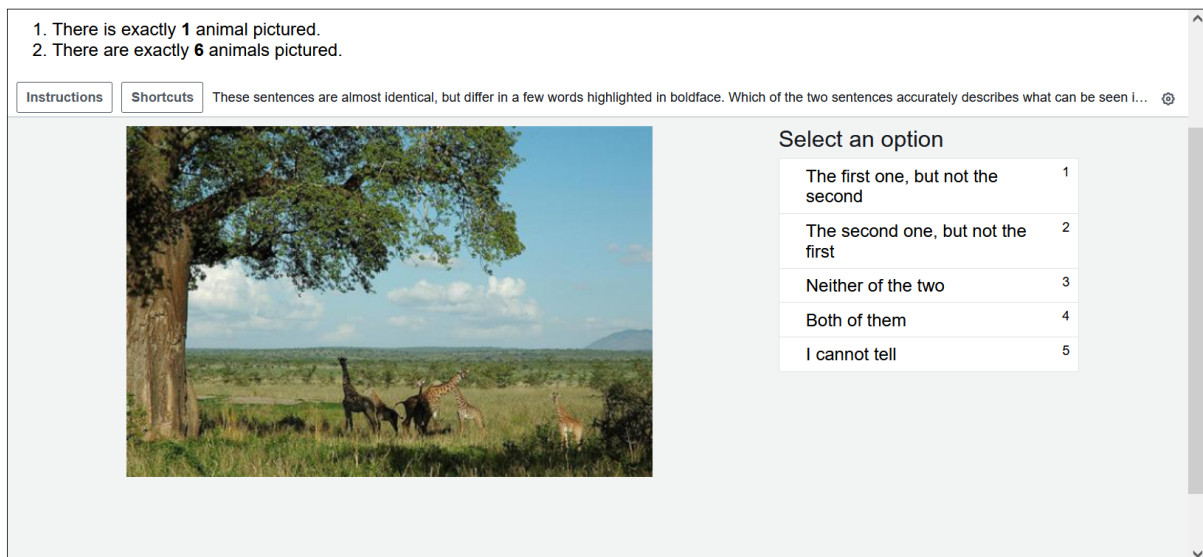 1. There is exactly 1 animal pictured.
2. There are exactly 6 animals pictured.
Instructions Shortcuts These sentences are almost identical, but differ in a few words highlighted in boldface. Which of the two sentences accurately describes what can be seen i...
Select an option
The first one, but not the 1
second
The second one, but not the 2
first
Neither of the two 3
Both of them 4
I cannot tell 5